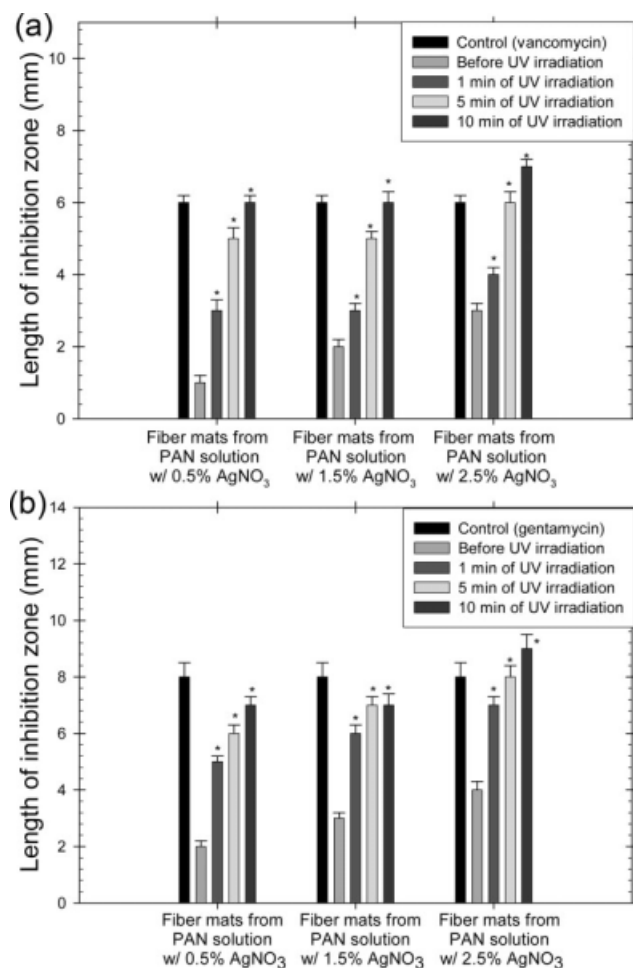 (a)
Length of inhibition zone (mm)
10
8
6
4
2
0
Control (vancomycin)
Before UV irradiation
1 min of UV irradiation
5 min of UV irradiation
10 min of UV irradiation
* * *
* * *
* * *
Fiber mats from Fiber mats from Fiber mats from
PAN solution PAN solution PAN solution
w/ 0.5% AgNO₃ w/ 1.5% AgNO₃ w/ 2.5% AgNO₃
(b)
Length of inhibition zone (mm)
14
12
10
8
6
4
2
0
Control (gentamycin)
Before UV irradiation
1 min of UV irradiation
5 min of UV irradiation
10 min of UV irradiation
* * *
* * *
* * *
Fiber mats from Fiber mats from Fiber mats from
PAN solution PAN solution PAN solution
w/ 0.5% AgNO3 w/ 1.5% AgNO3 w/ 2.5% AgNO3